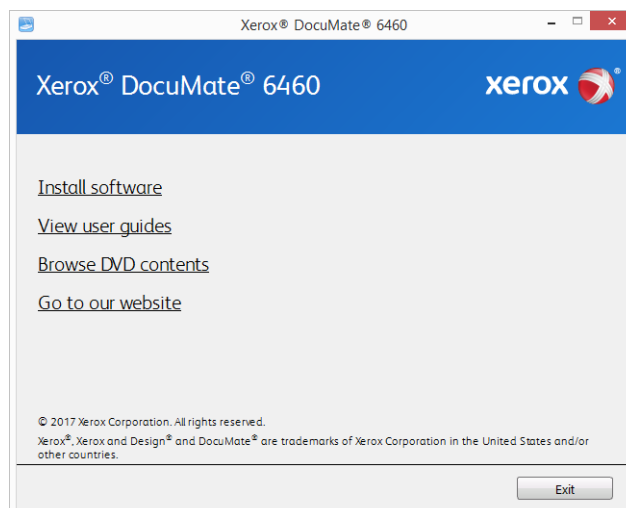 Xerox® DocuMate® 6460
Xerox® DocuMate® 6460
xerox ®
Install software
View user guides
Browse DVD contents
Go to our website
© 2017 Xerox Corporation. All rights reserved.
Xerox®, Xerox and Design® and DocuMate® are trademarks of Xerox Corporation in the United States and/or
other countries.
Exit